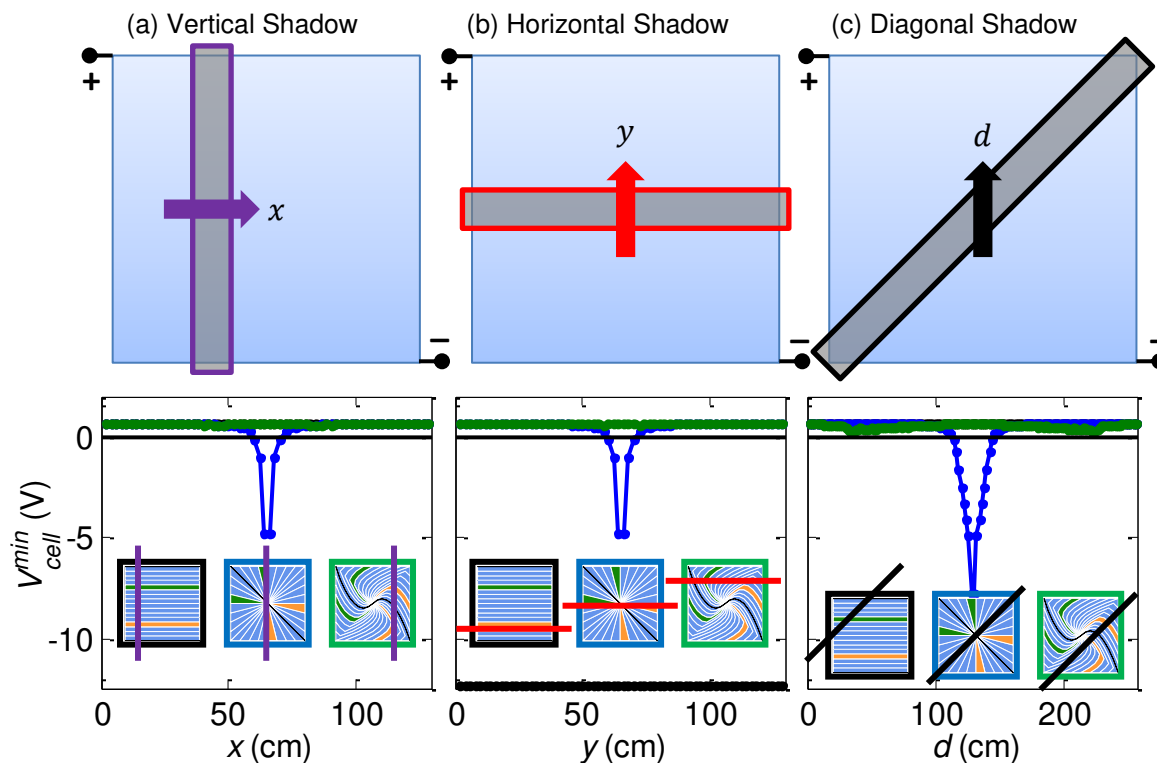 (a) Vertical Shadow
(b) Horizontal Shadow
(c) Diagonal Shadow
+
+
+
x
y
d
−
−
−
V_cell^min (V)
0
-5
-10
0
50
100
x (cm)
0
50
100
y (cm)
0
100
200
d (cm)